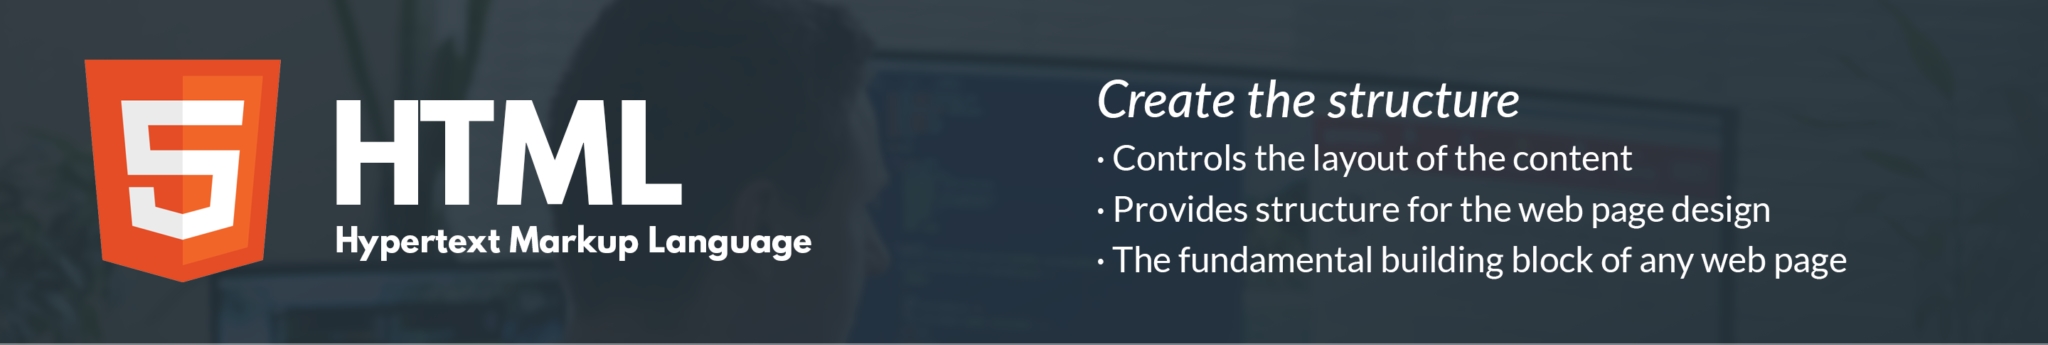 HTML
Hypertext Markup Language
Create the structure
· Controls the layout of the content
· Provides structure for the web page design
· The fundamental building block of any web page